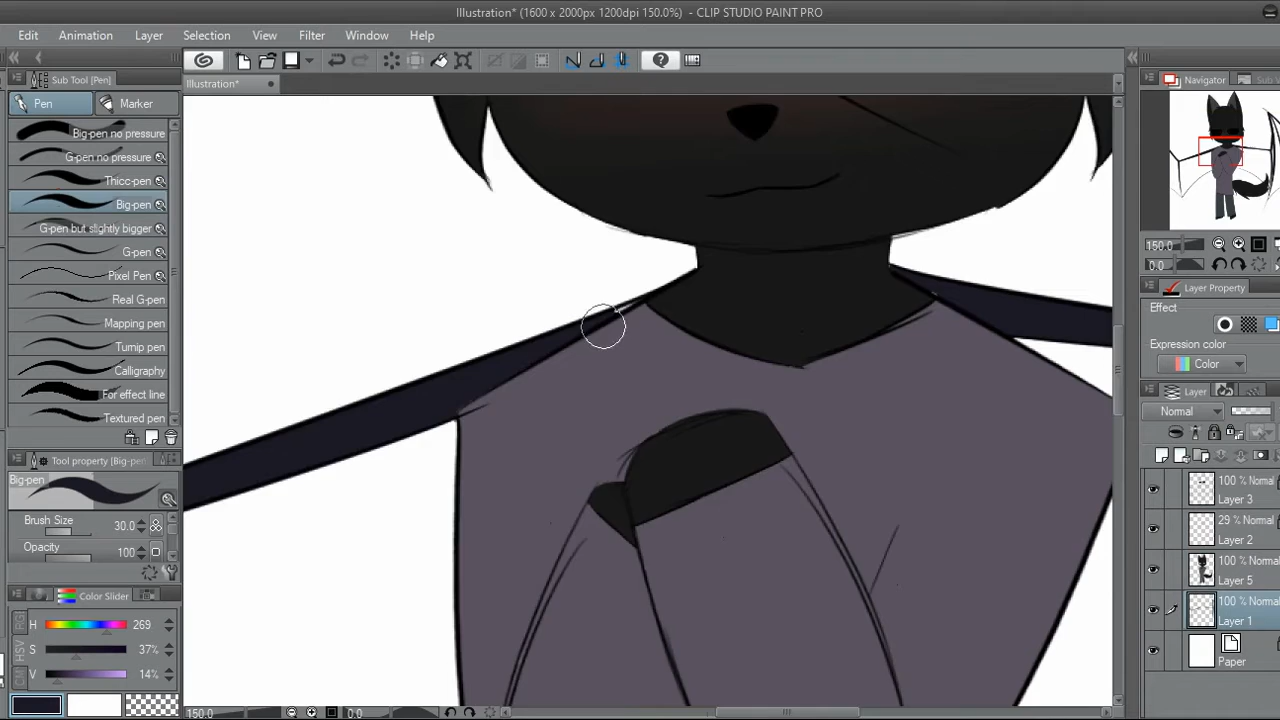 Illustration* (1600 x 2000px 1200dpi 150.0%) - CLIP STUDIO PAINT PRO
Edit Animation Layer Selection View Filter Window Help
Sub Tool [Pen]
Illustration*
Navigator
Pen Marker
Big-pen no pressure
G-pen no pressure
Thicc-pen
Big-pen
G-pen but slightly bigger
G-pen
Pixel Pen
Real G-pen
Mapping pen
Turnip pen
Calligraphy
For effect line
Textured pen
Tool property [Big-pen]
Big-pen
Brush Size 30.0
Opacity 100
Color Slider
H 269
S 37%
V 14%
HSV
150.0 0.0
150.0
0.0
Layer Property
Effect
Expression color
Color
Layer
Normal
100 % Normal
Layer 3
29 % Normal
Layer 2
100 % Normal
Layer 5
100 % Normal
Layer 1
Paper